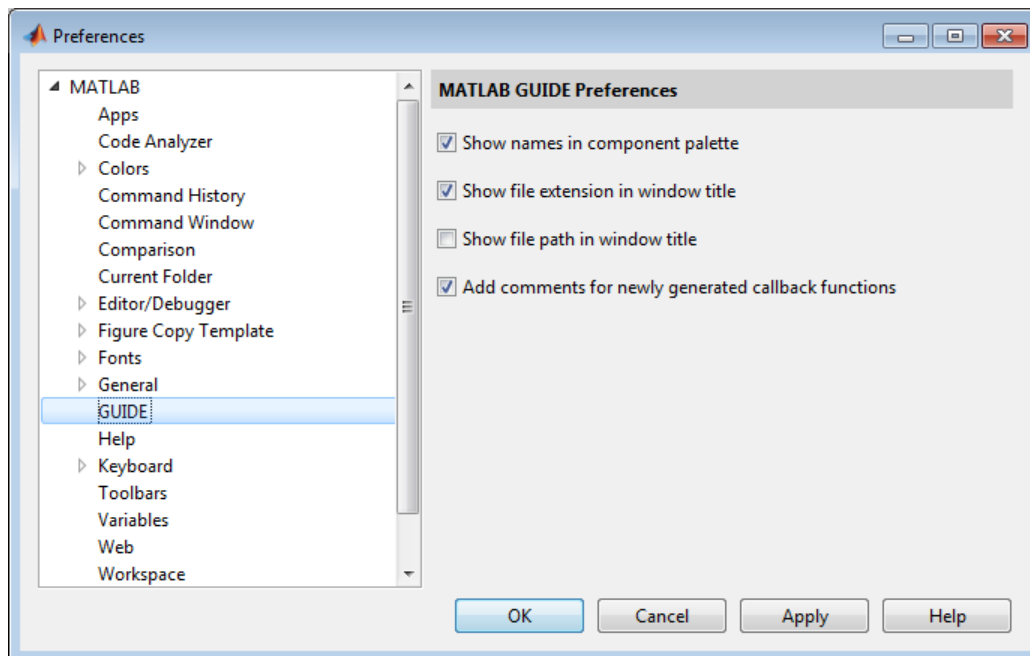 Preferences
MATLAB
Apps
Code Analyzer
Colors
Command History
Command Window
Comparison
Current Folder
Editor/Debugger
Figure Copy Template
Fonts
General
GUIDE
Help
Keyboard
Toolbars
Variables
Web
Workspace
MATLAB GUIDE Preferences
Show names in component palette
Show file extension in window title
Show file path in window title
Add comments for newly generated callback functions
OK Cancel Apply Help